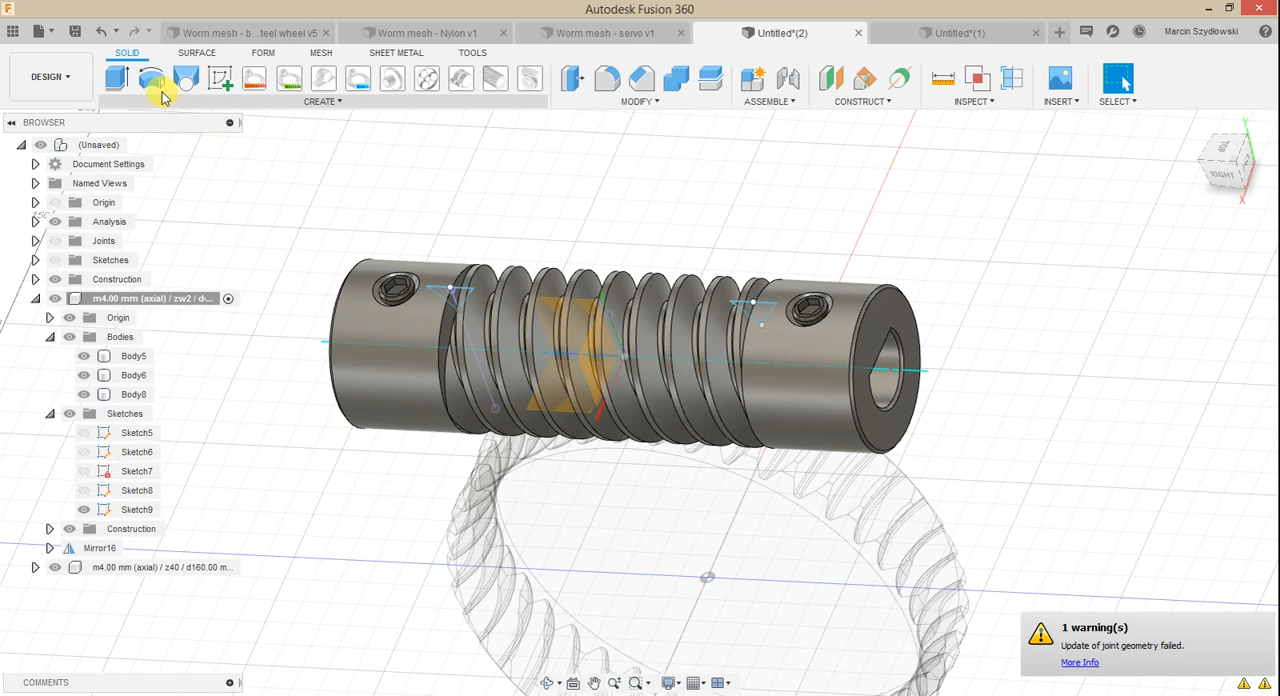 Autodesk Fusion 360
Worm mesh - b...teel wheel v5
Worm mesh - Nylon v1
Worm mesh - servo v1
Untitled*(2)
Untitled*(1)
Marcin Szydłowski
DESIGN
SOLID
SURFACE
FORM
MESH
SHEET METAL
TOOLS
CREATE
MODIFY
ASSEMBLE
CONSTRUCT
INSPECT
INSERT
SELECT
BROWSER
(Unsaved)
Document Settings
Named Views
Origin
Analysis
Joints
Sketches
Construction
m4.00 mm (axial) / zw2 / d-...
Origin
Bodies
Body5
Body6
Body8
Sketches
Sketch5
Sketch6
Sketch7
Sketch8
Sketch9
Construction
Mirror16
m4.00 mm (axial) / z40 / d160.00 m...
TOP
RIGHT
Y
X
1 warning(s)
Update of joint geometry failed.
More Info
COMMENTS